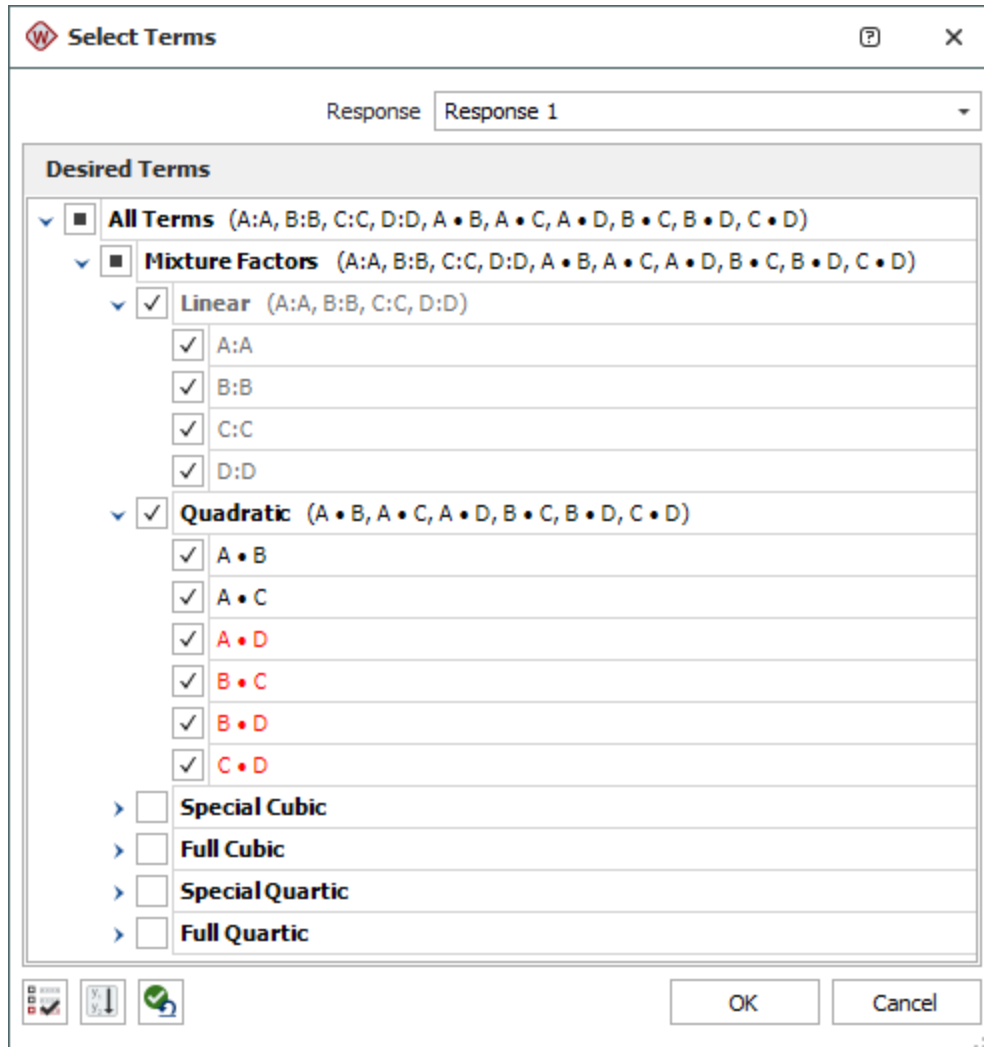 Select Terms
Response Response 1
Desired Terms
All Terms (A:A, B:B, C:C, D:D, A • B, A • C, A • D, B • C, B • D, C • D)
Mixture Factors (A:A, B:B, C:C, D:D, A • B, A • C, A • D, B • C, B • D, C • D)
Linear (A:A, B:B, C:C, D:D)
A:A
B:B
C:C
D:D
Quadratic (A • B, A • C, A • D, B • C, B • D, C • D)
A • B
A • C
A • D
B • C
B • D
C • D
Special Cubic
Full Cubic
Special Quartic
Full Quartic
OK Cancel